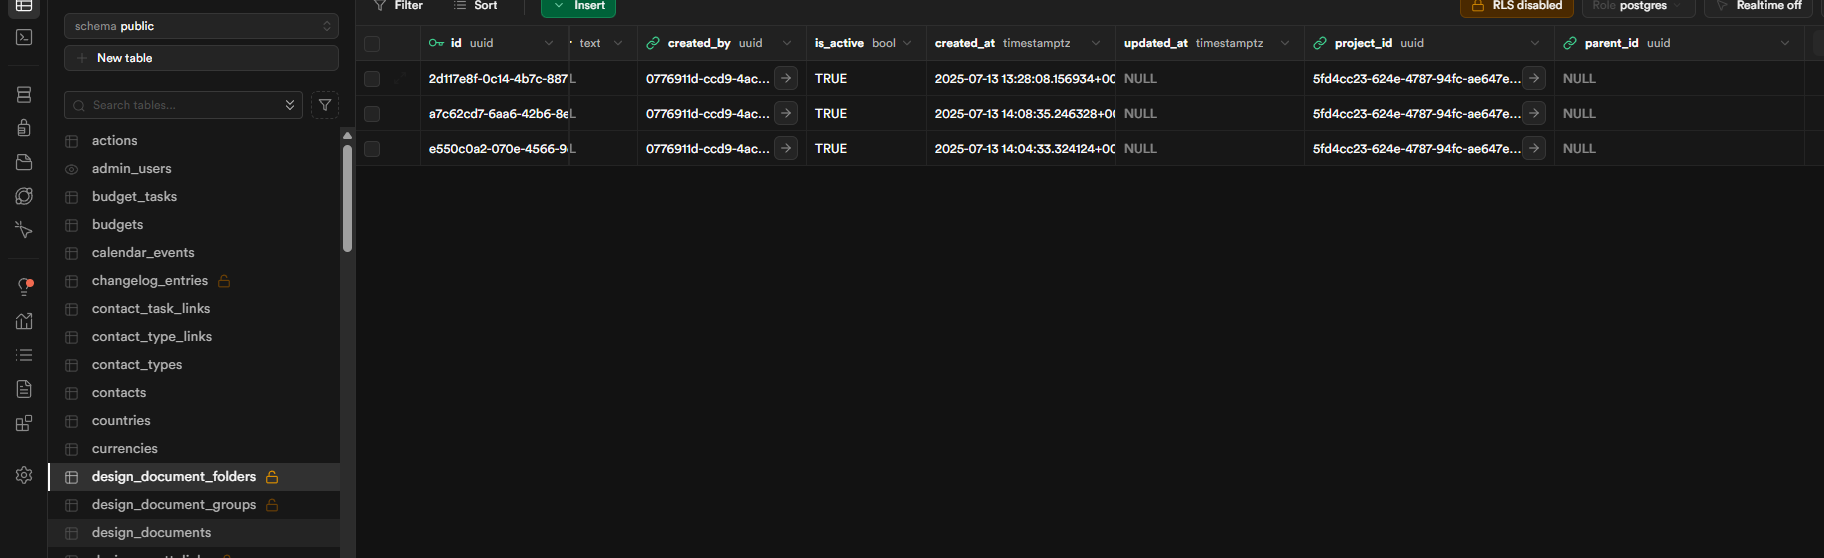 Filter Sort Insert RLS disabled Role postgres Realtime off
schema public
New table
Search tables...
actions
admin_users
budget_tasks
budgets
calendar_events
changelog_entries
contact_task_links
contact_type_links
contact_types
contacts
countries
currencies
design_document_folders
design_document_groups
design_documents
id uuid text created_by uuid is_active bool created_at timestamptz updated_at timestamptz project_id uuid parent_id uuid
2d117e8f-0c14-4b7c-887 L 0776911d-ccd9-4ac... TRUE 2025-07-13 13:28:08.156934+00 NULL 5fd4cc23-624e-4787-94fc-ae647e... NULL
a7c62cd7-6aa6-42b6-8e L 0776911d-ccd9-4ac... TRUE 2025-07-13 14:08:35.246328+00 NULL 5fd4cc23-624e-4787-94fc-ae647e... NULL
e550c0a2-070e-4566-9 L 0776911d-ccd9-4ac... TRUE 2025-07-13 14:04:33.324124+00 NULL 5fd4cc23-624e-4787-94fc-ae647e... NULL